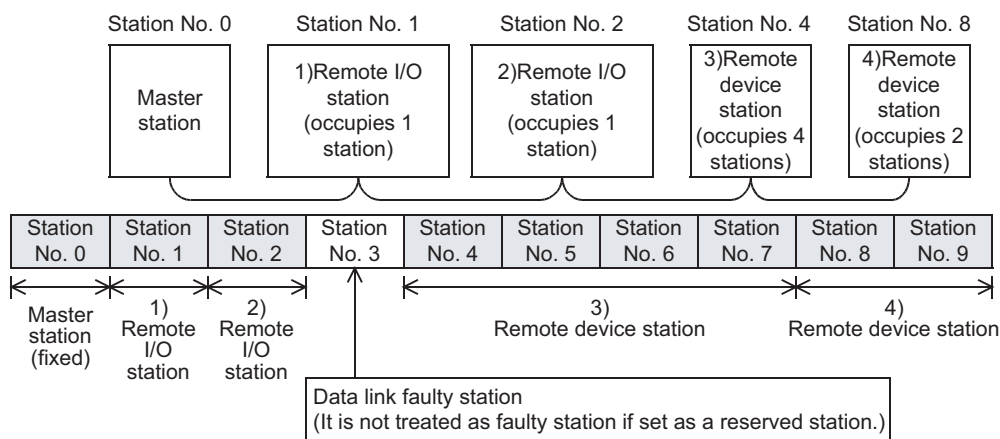 Station No. 0
Station No. 1
Station No. 2
Station No. 4
Station No. 8
Master
station
1)Remote I/O
station
(occupies 1
station)
2)Remote I/O
station
(occupies 1
station)
3)Remote
device
station
(occupies 4
stations)
4)Remote
device
station
(occupies 2
stations)
Station
No. 0
Station
No. 1
Station
No. 2
Station
No. 3
Station
No. 4
Station
No. 5
Station
No. 6
Station
No. 7
Station
No. 8
Station
No. 9
Master
station
(fixed)
1)
Remote
I/O
station
2)
Remote
I/O
station
3)
Remote device station
4)
Remote device station
Data link faulty station
(It is not treated as faulty station if set as a reserved station.)